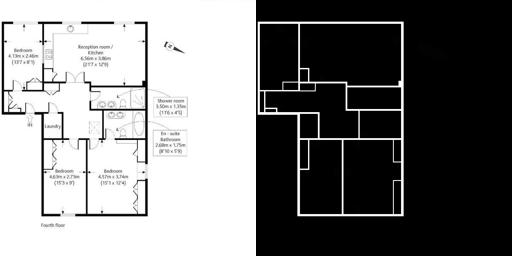 Bedroom
4.13m x 2.46m
(13'7 x 8'1)
Reception room /
Kitchen
6.56m x 3.86m
(21'7 x 12'9)
Shower room
3.50m x 1.35m
(11'6 x 4'5)
Laundry
IN
En - suite
Bathroom
2.68m x 1.75m
(8'10 x 5'9)
Bedroom
4.63m x 2.73m
(15'3 x 9')
Bedroom
4.57m x 3.74m
(15'1 x 12'4)
Fourth floor